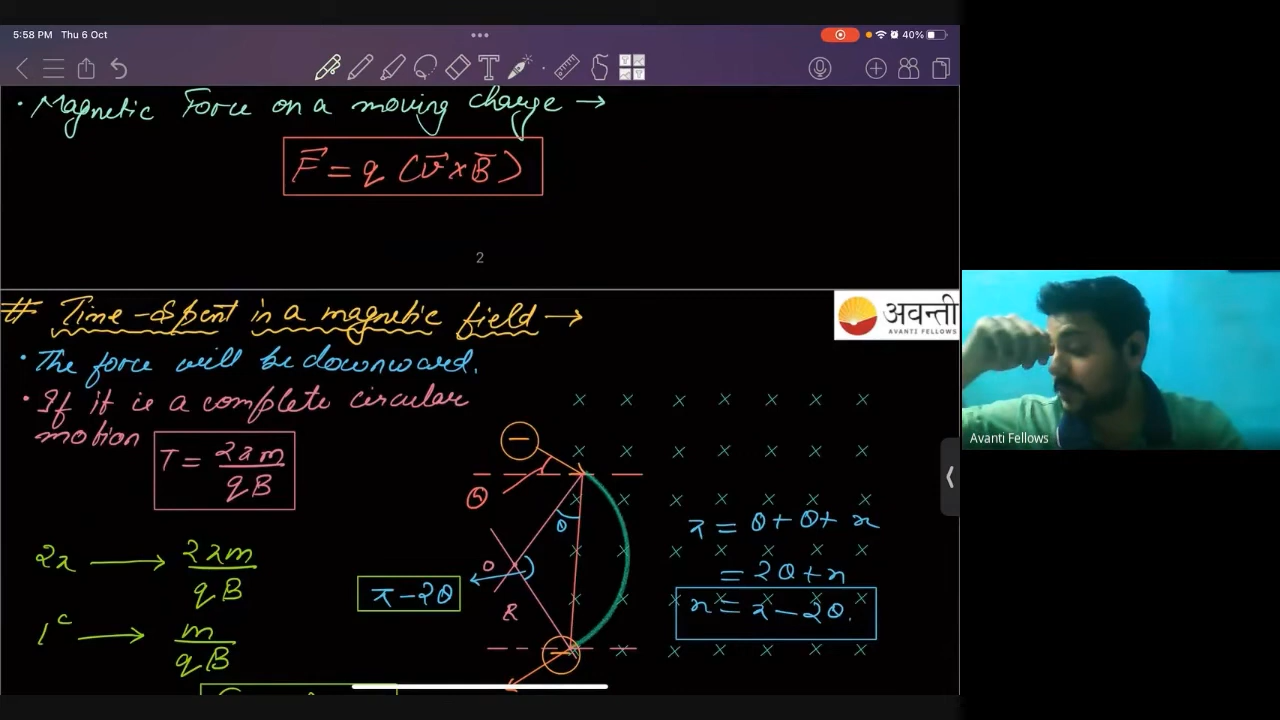 5:58 PM Thu 6 Oct
40%
• Magnetic Force on a moving charge →
F⃗ = q (v⃗ × B⃗)
2
# Time-Spent in a magnetic field →
अवन्ती
AVANTI FELLOWS
• The force will be downward.
• If it is a complete circular
motion
T = 2πm/qB
2π → 2πm/qB
1ᶜ → m/qB
−
θ
θ
O
R
π − 2θ
−
π = θ + θ + x
= 2θ + x
x = π − 2θ.
Avanti Fellows